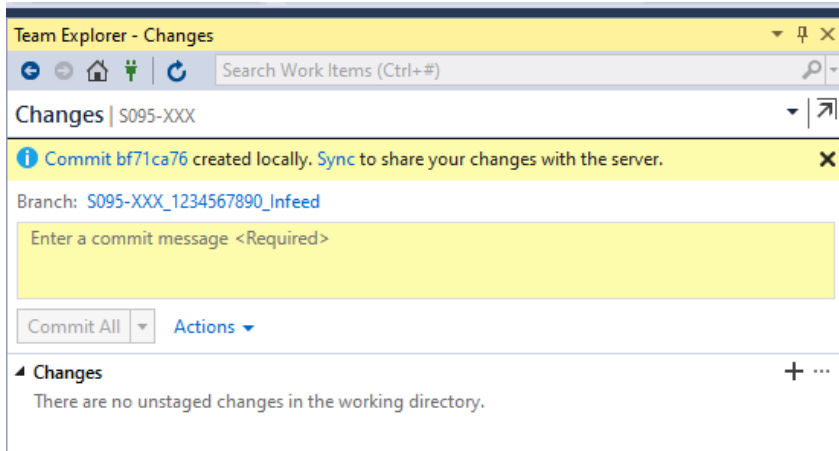 Team Explorer - Changes
Search Work Items (Ctrl+#)
Changes | S095-XXX
Commit bf71ca76 created locally. Sync to share your changes with the server.
Branch: S095-XXX_1234567890_Infeed
Enter a commit message <Required>
Commit All Actions
Changes
There are no unstaged changes in the working directory.